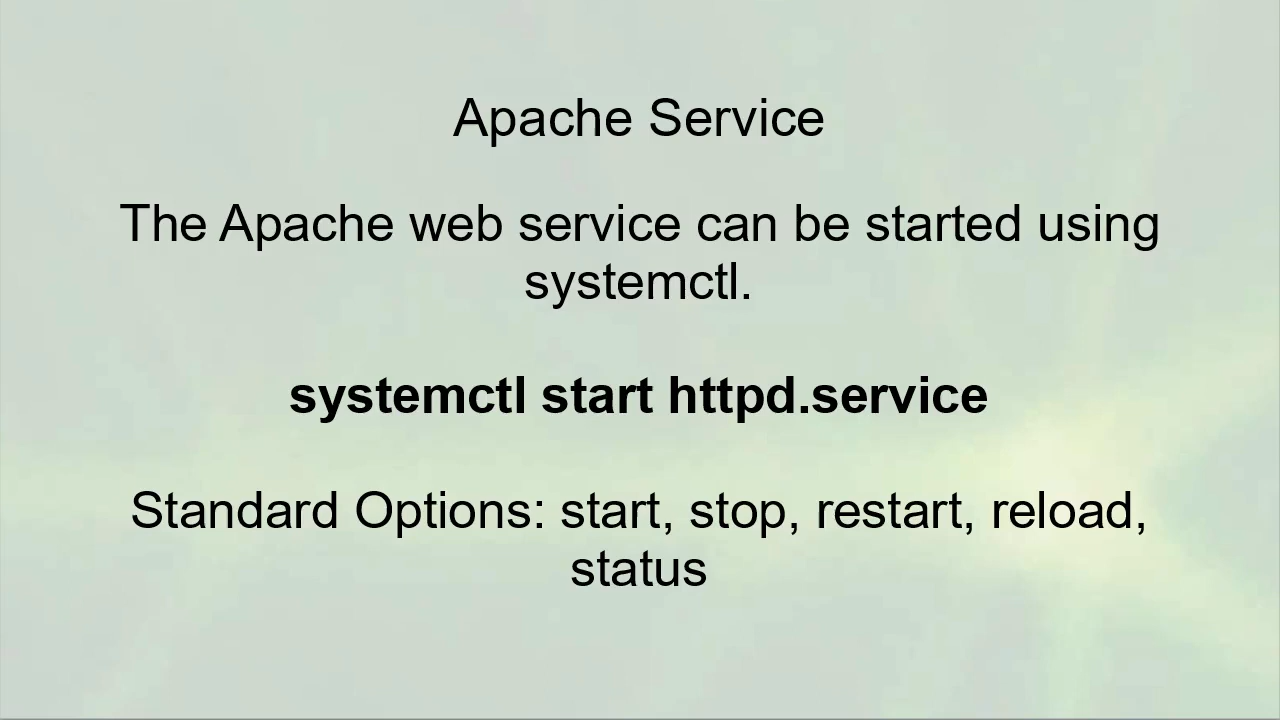 Apache Service
The Apache web service can be started using
systemctl.
systemctl start httpd.service
Standard Options: start, stop, restart, reload,
status